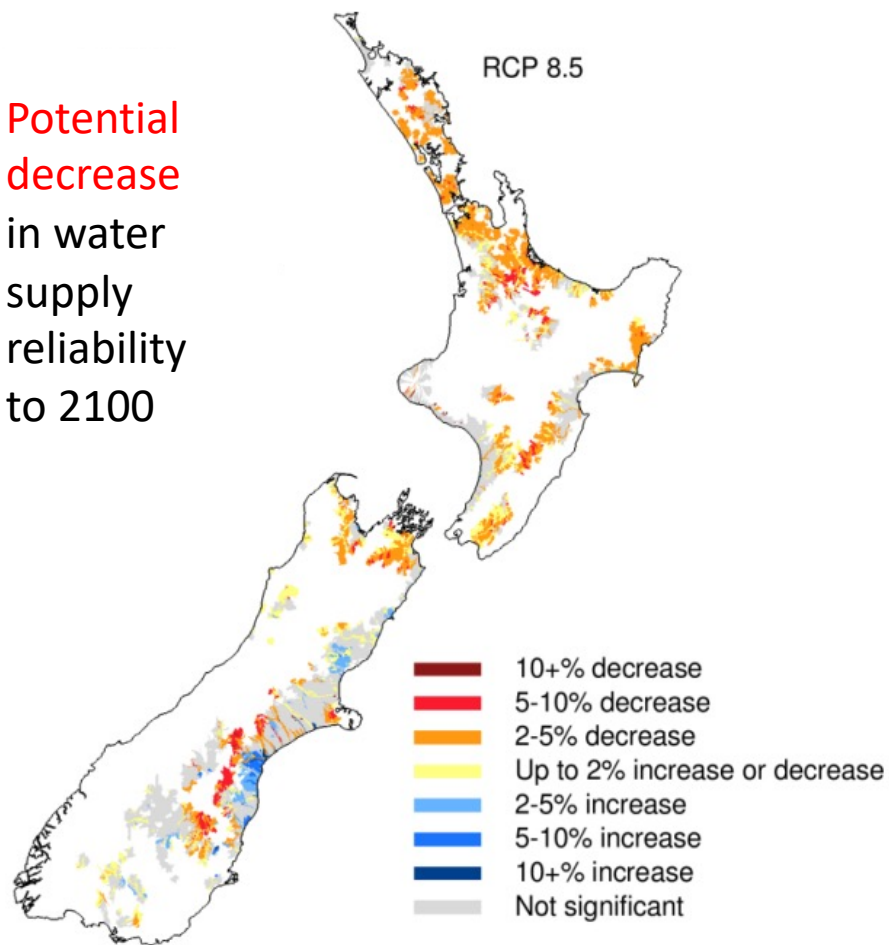 RCP 8.5
Potential
decrease
in water
supply
reliability
to 2100
10+% decrease
5-10% decrease
2-5% decrease
Up to 2% increase or decrease
2-5% increase
5-10% increase
10+% increase
Not significant